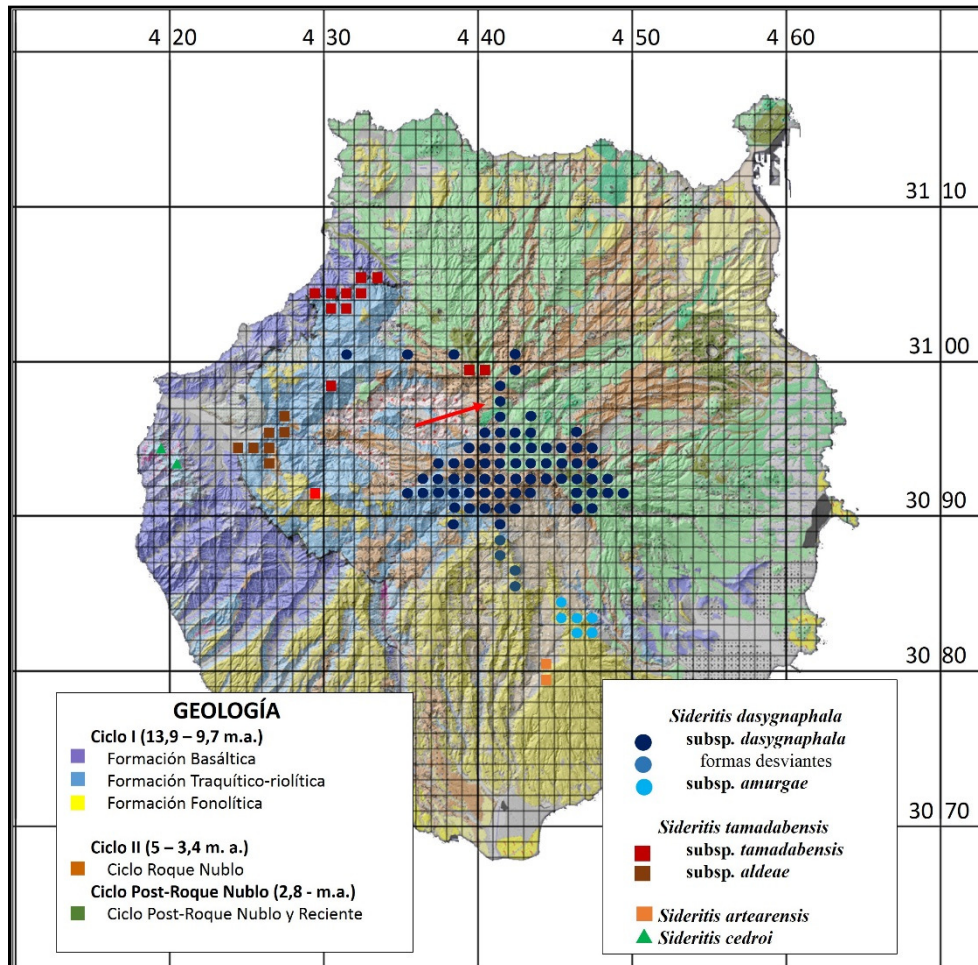 4 20 4 30 4 40 4 50 4 60
31 10
31 00
30 90
30 80
30 70
GEOLOGÍA
Ciclo I (13,9 – 9,7 m.a.)
Formación Basáltica
Formación Traquítico-riolítica
Formación Fonolítica
Ciclo II (5 – 3,4 m. a.)
Ciclo Roque Nublo
Ciclo Post-Roque Nublo (2,8 - m.a.)
Ciclo Post-Roque Nublo y Reciente
Sideritis dasygnaphala
subsp. dasygnaphala
formas desviantes
subsp. amurgae
Sideritis tamadabensis
subsp. tamadabensis
subsp. aldeae
Sideritis artearensis
Sideritis cedroi